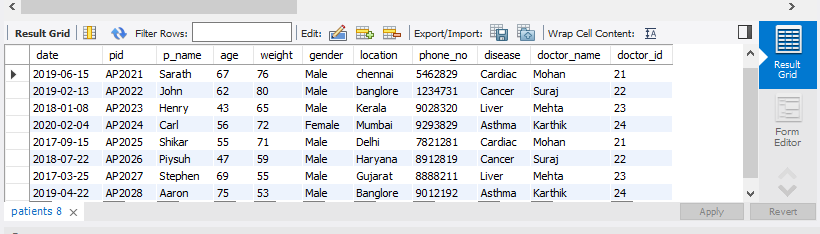 Result Grid Filter Rows: Edit: Export/Import: Wrap Cell Content:
date pid p_name age weight gender location phone_no disease doctor_name doctor_id
2019-06-15 AP2021 Sarath 67 76 Male chennai 5462829 Cardiac Mohan 21
2019-02-13 AP2022 John 62 80 Male banglore 1234731 Cancer Suraj 22
2018-01-08 AP2023 Henry 43 65 Male Kerala 9028320 Liver Mehta 23
2020-02-04 AP2024 Carl 56 72 Female Mumbai 9293829 Asthma Karthik 24
2017-09-15 AP2025 Shikar 55 71 Male Delhi 7821281 Cardiac Mohan 21
2018-07-22 AP2026 Piysuh 47 59 Male Haryana 8912819 Cancer Suraj 22
2017-03-25 AP2027 Stephen 69 55 Male Gujarat 8888211 Liver Mehta 23
2019-04-22 AP2028 Aaron 75 53 Male Banglore 9012192 Asthma Karthik 24
Result
Grid
Form
Editor
patients 8
Apply
Revert